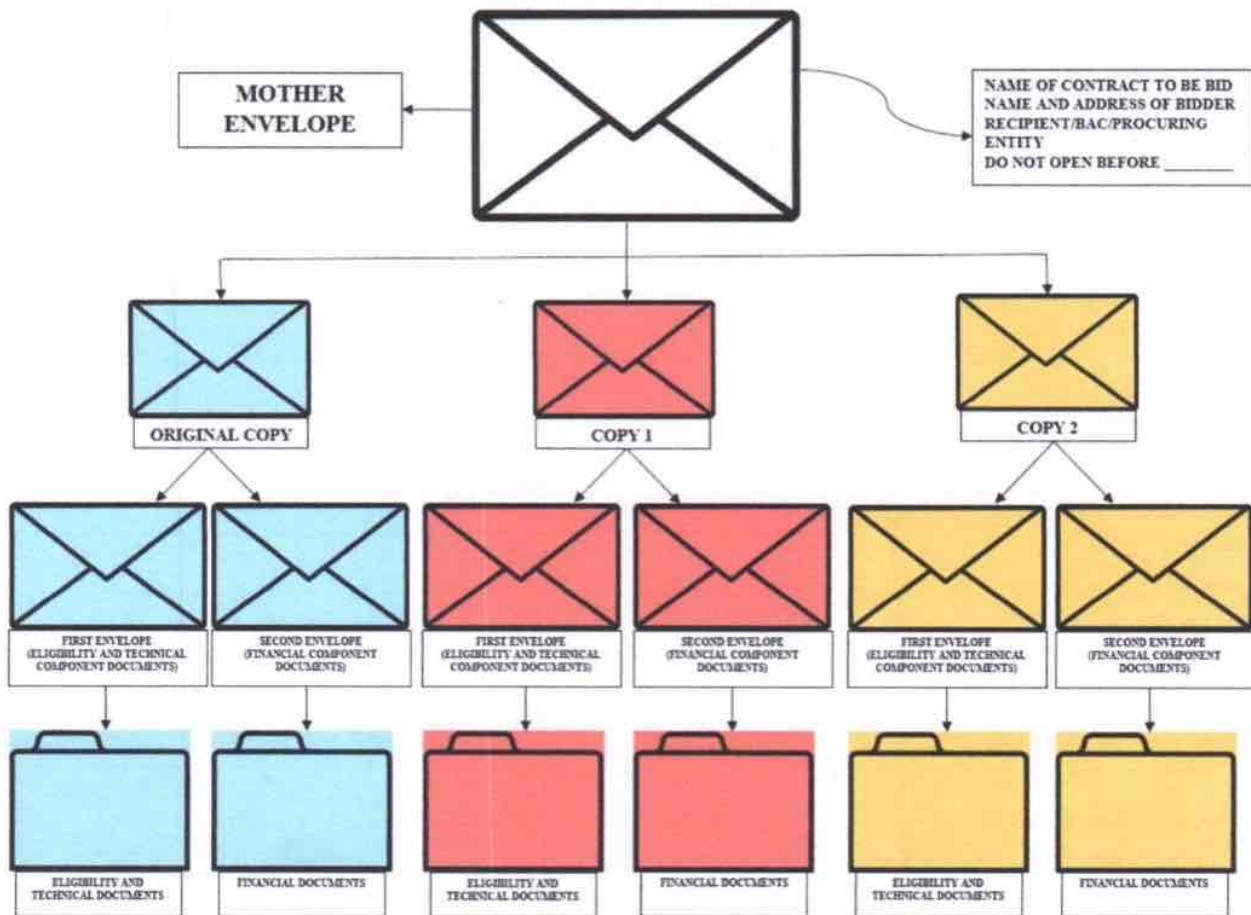 MOTHER
ENVELOPE
NAME OF CONTRACT TO BE BID
NAME AND ADDRESS OF BIDDER
RECIPIENT/BAC/PROCURING
ENTITY
DO NOT OPEN BEFORE ________
ORIGINAL COPY
COPY 1
COPY 2
FIRST ENVELOPE
(ELIGIBILITY AND TECHNICAL
COMPONENT DOCUMENTS)
SECOND ENVELOPE
(FINANCIAL COMPONENT
DOCUMENTS)
FIRST ENVELOPE
(ELIGIBILITY AND TECHNICAL
COMPONENT DOCUMENTS)
SECOND ENVELOPE
(FINANCIAL COMPONENT
DOCUMENTS)
FIRST ENVELOPE
(ELIGIBILITY AND TECHNICAL
COMPONENT DOCUMENTS)
SECOND ENVELOPE
(FINANCIAL COMPONENT
DOCUMENTS)
ELIGIBILITY AND
TECHNICAL DOCUMENTS
FINANCIAL DOCUMENTS
ELIGIBILITY AND
TECHNICAL DOCUMENTS
FINANCIAL DOCUMENTS
ELIGIBILITY AND
TECHNICAL DOCUMENTS
FINANCIAL DOCUMENTS